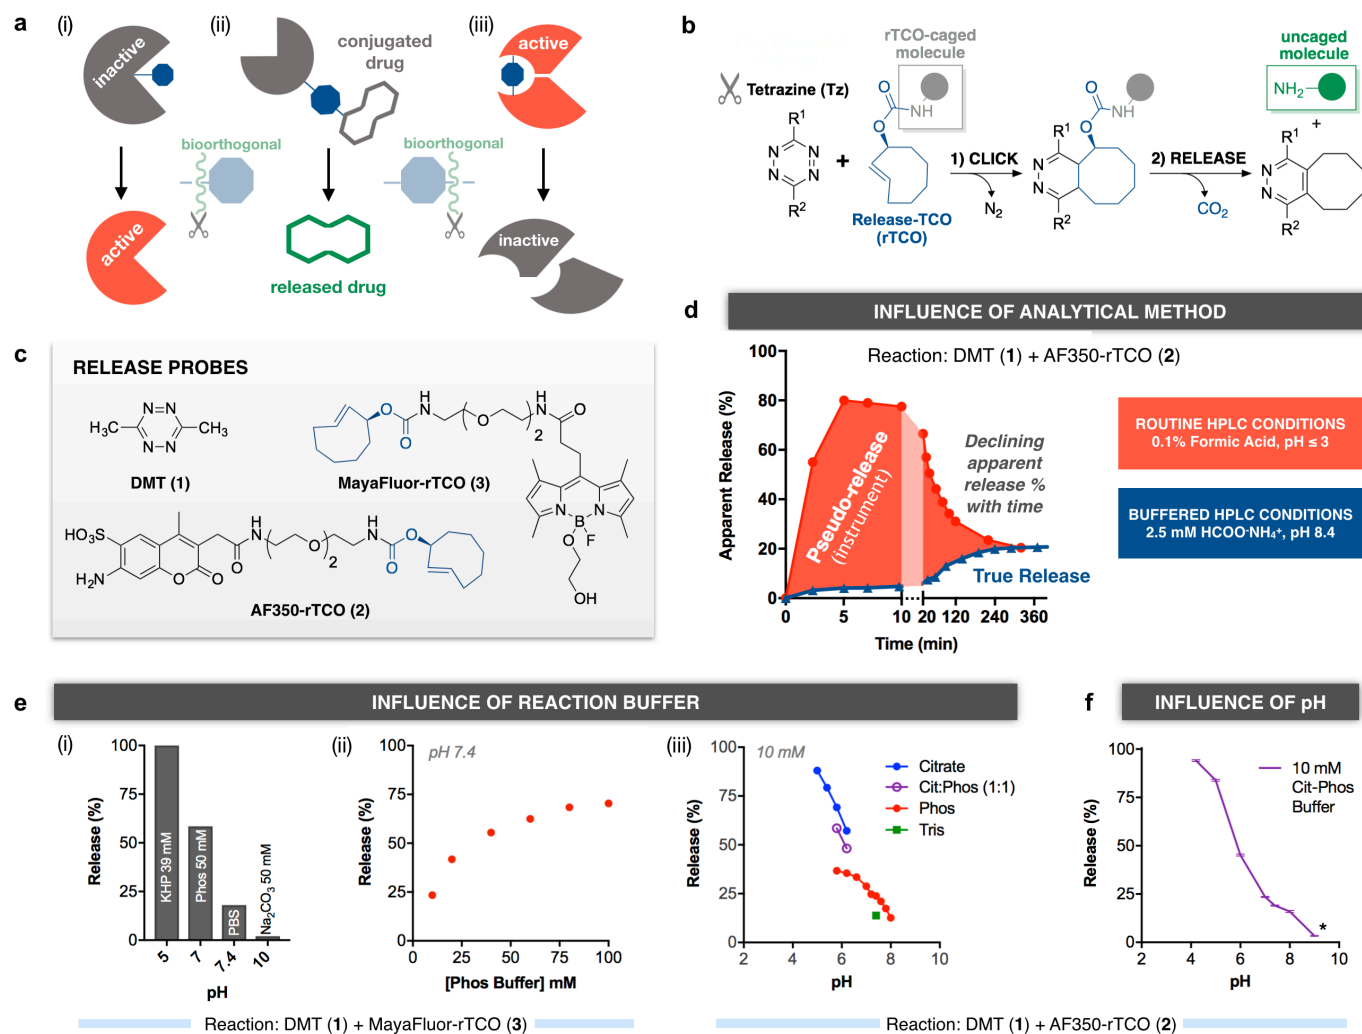 a
(i)
(ii)
(iii)
inactive
conjugated
drug
active
bioorthogonal
bioorthogonal
active
released drug
inactive
b
rTCO-caged
molecule
uncaged
molecule
Tetrazine (Tz)
R¹
N N
N N
R²
+
O
NH
O
Release-TCO
(rTCO)
1) CLICK
N₂
O
NH
O
R¹
N
N
R²
2) RELEASE
CO₂
NH₂
+
R¹
N
N
R²
c
RELEASE PROBES
N N
H₃C CH₃
N N
DMT (1)
O
O
H
N
O
2
H
N
O
MayaFluor-rTCO (3)
N N
B
F
O
OH
HO₃S
H₂N
O O
O
H
N
O
2
H
N
O
O
AF350-rTCO (2)
d
INFLUENCE OF ANALYTICAL METHOD
Reaction: DMT (1) + AF350-rTCO (2)
Apparent Release (%)
100
80
60
40
20
0
Pseudo-release
(instrument)
Declining
apparent
release %
with time
True Release
0 5 10 20 120 240 360
Time (min)
ROUTINE HPLC CONDITIONS
0.1% Formic Acid, pH ≤ 3
BUFFERED HPLC CONDITIONS
2.5 mM HCOO⁻NH₄⁺, pH 8.4
e
INFLUENCE OF REACTION BUFFER
(i)
Release (%)
100
75
50
25
0
KHP 39 mM
Phos 50 mM
PBS
Na₂CO₃ 50 mM
5 7 7.4 10
pH
(ii)
pH 7.4
Release (%)
100
75
50
25
0
0 25 50 75 100
[Phos Buffer] mM
Reaction: DMT (1) + MayaFluor-rTCO (3)
(iii)
10 mM
Release (%)
100
75
50
25
0
2 4 6 8 10
pH
Citrate
Cit:Phos (1:1)
Phos
Tris
f
INFLUENCE OF pH
Release (%)
100
75
50
25
0
2 4 6 8 10
pH
10 mM
Cit-Phos
Buffer
*
Reaction: DMT (1) + AF350-rTCO (2)